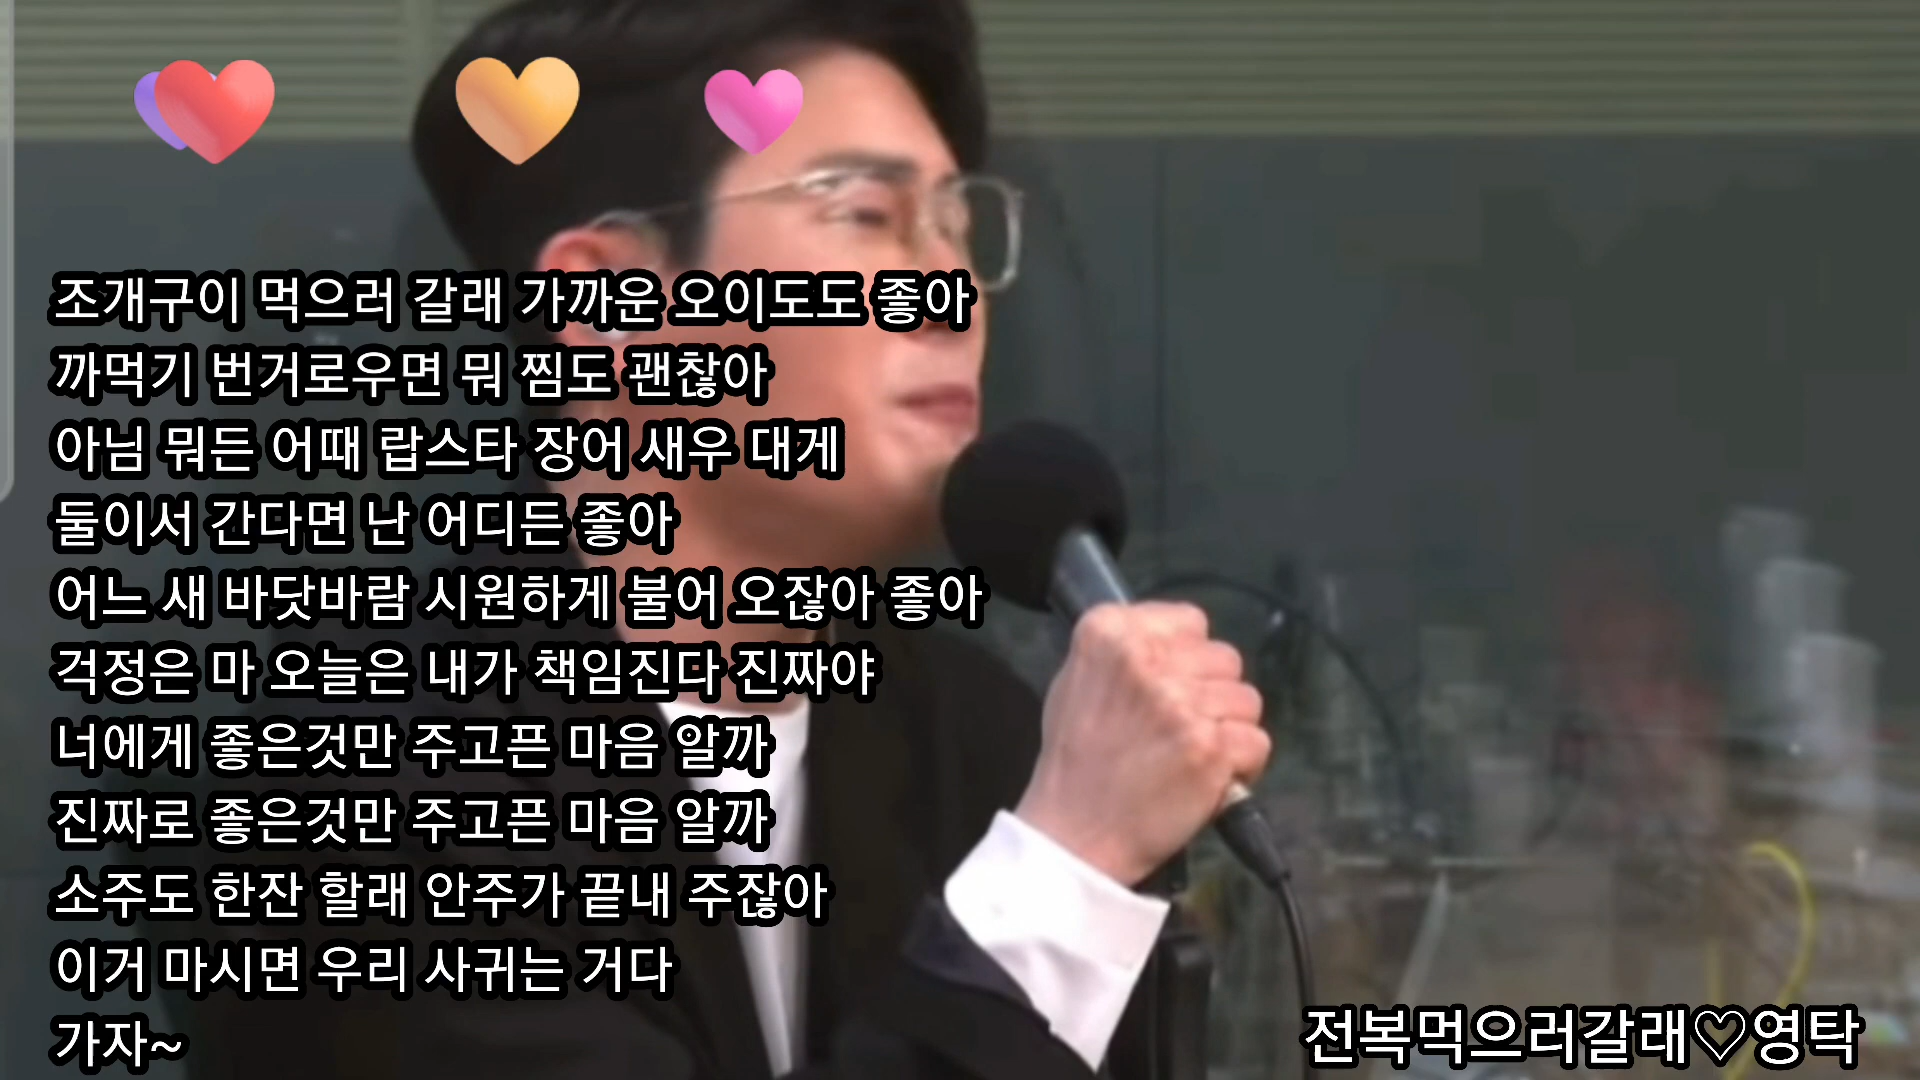 조개구이 먹으러 갈래 가까운 오이도도 좋아
까먹기 번거로우면 뭐 찜도 괜찮아
아님 뭐든 어때 랍스타 장어 새우 대게
둘이서 간다면 난 어디든 좋아
어느 새 바닷바람 시원하게 불어 오잖아 좋아
걱정은 마 오늘은 내가 책임진다 진짜야
너에게 좋은것만 주고픈 마음 알까
진짜로 좋은것만 주고픈 마음 알까
소주도 한잔 할래 안주가 끝내 주잖아
이거 마시면 우리 사귀는 거다
가자~
전복먹으러갈래♡영탁